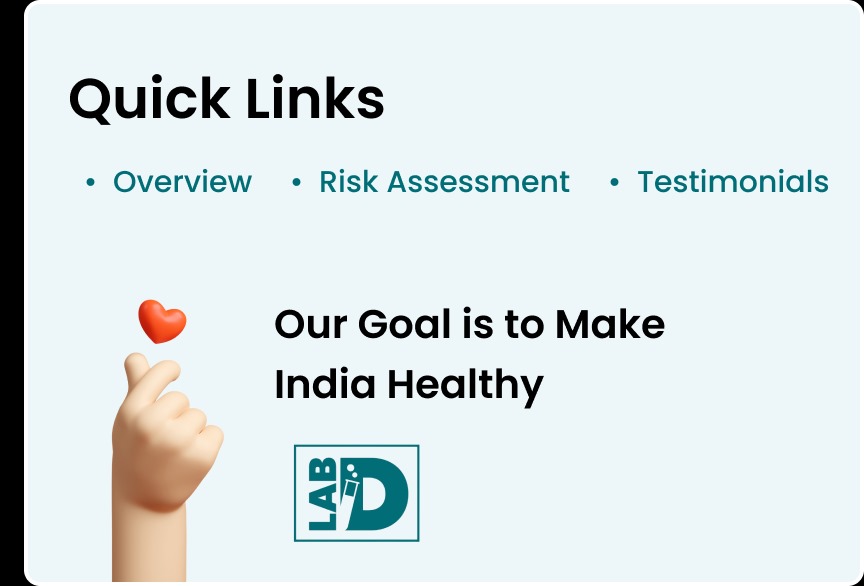 Quick Links
• Overview • Risk Assessment • Testimonials
Our Goal is to Make
India Healthy
LAB D